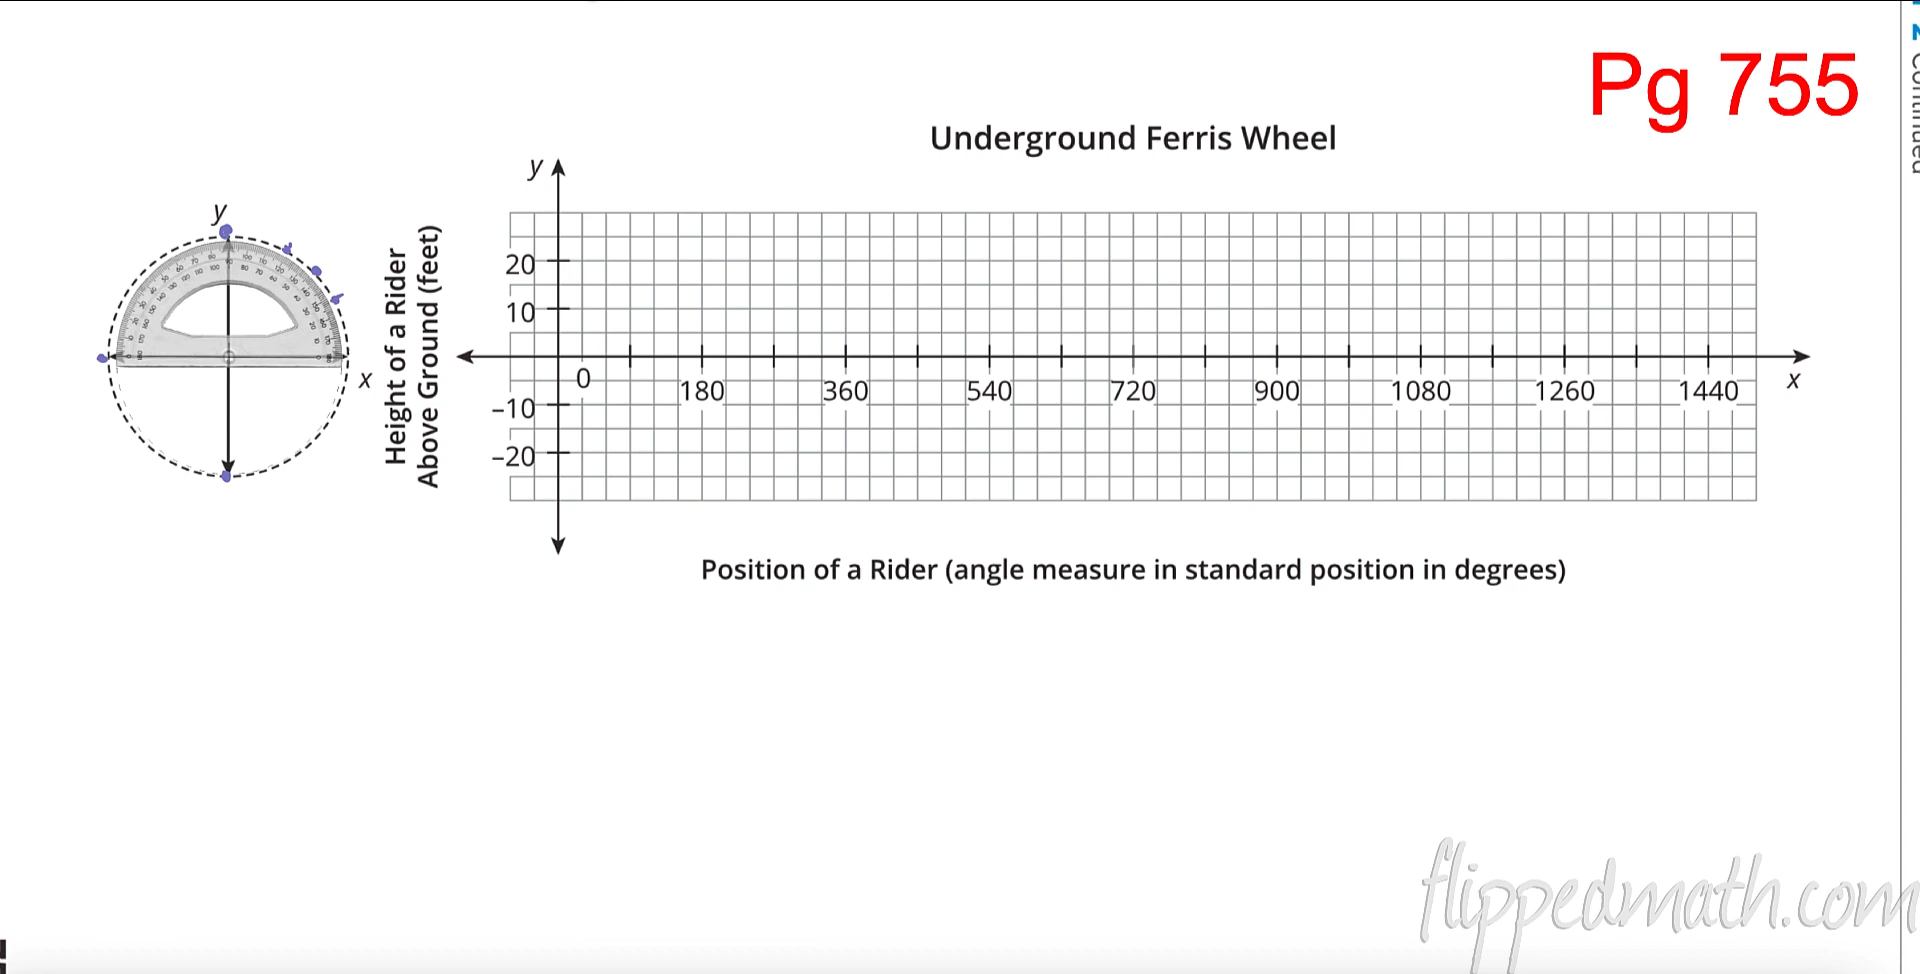 Pg 755
Underground Ferris Wheel
y
y
Height of a Rider
Above Ground (feet)
20
10
0
180 360 540 720 900 1080 1260 1440
x
x
–10
–20
Position of a Rider (angle measure in standard position in degrees)
flippedmath.com